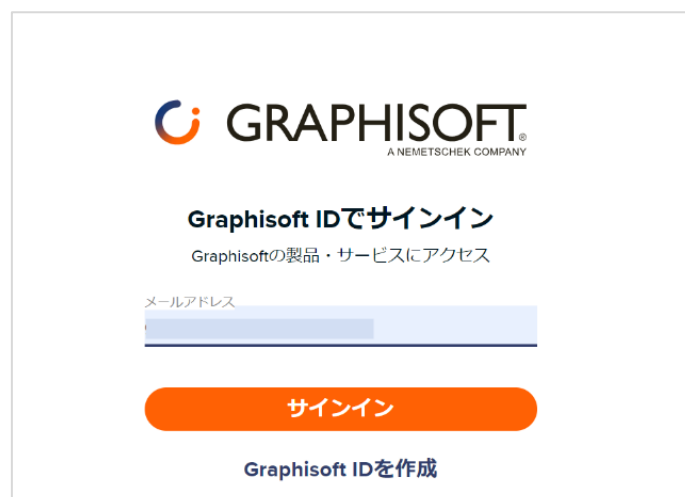 GRAPHISOFT®
A NEMETSCHEK COMPANY
Graphisoft IDでサインイン
Graphisoftの製品・サービスにアクセス
メールアドレス
サインイン
Graphisoft IDを作成